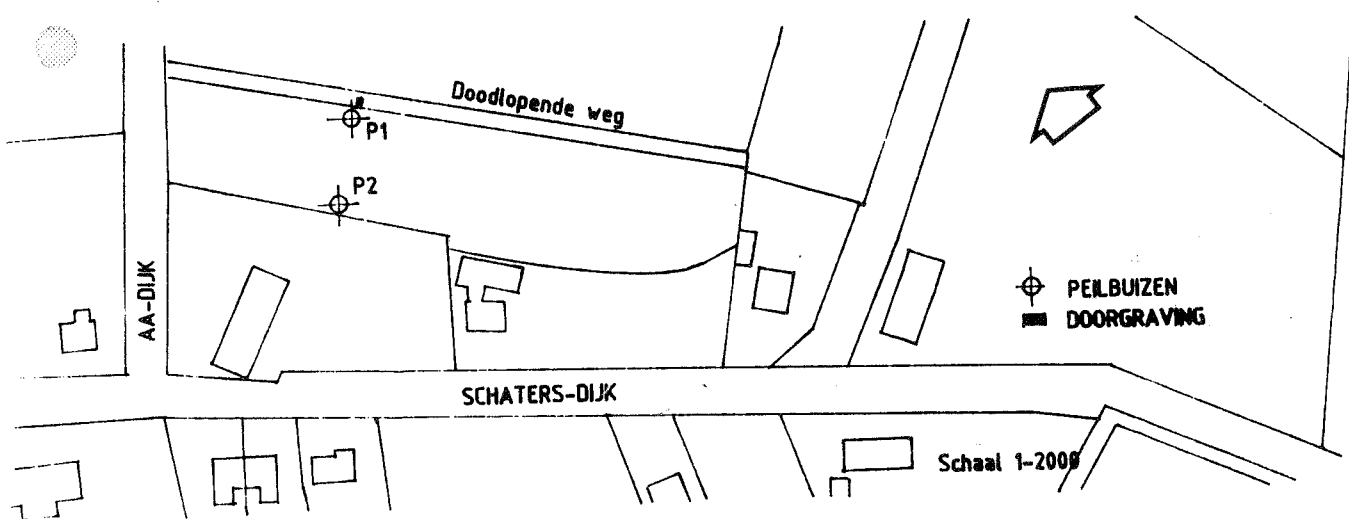 Doodlopende weg
P1
P2
AA-DIJK
PEILBUIZEN
DOORGRAVING
SCHATERS-DIJK
Schaal 1-2000